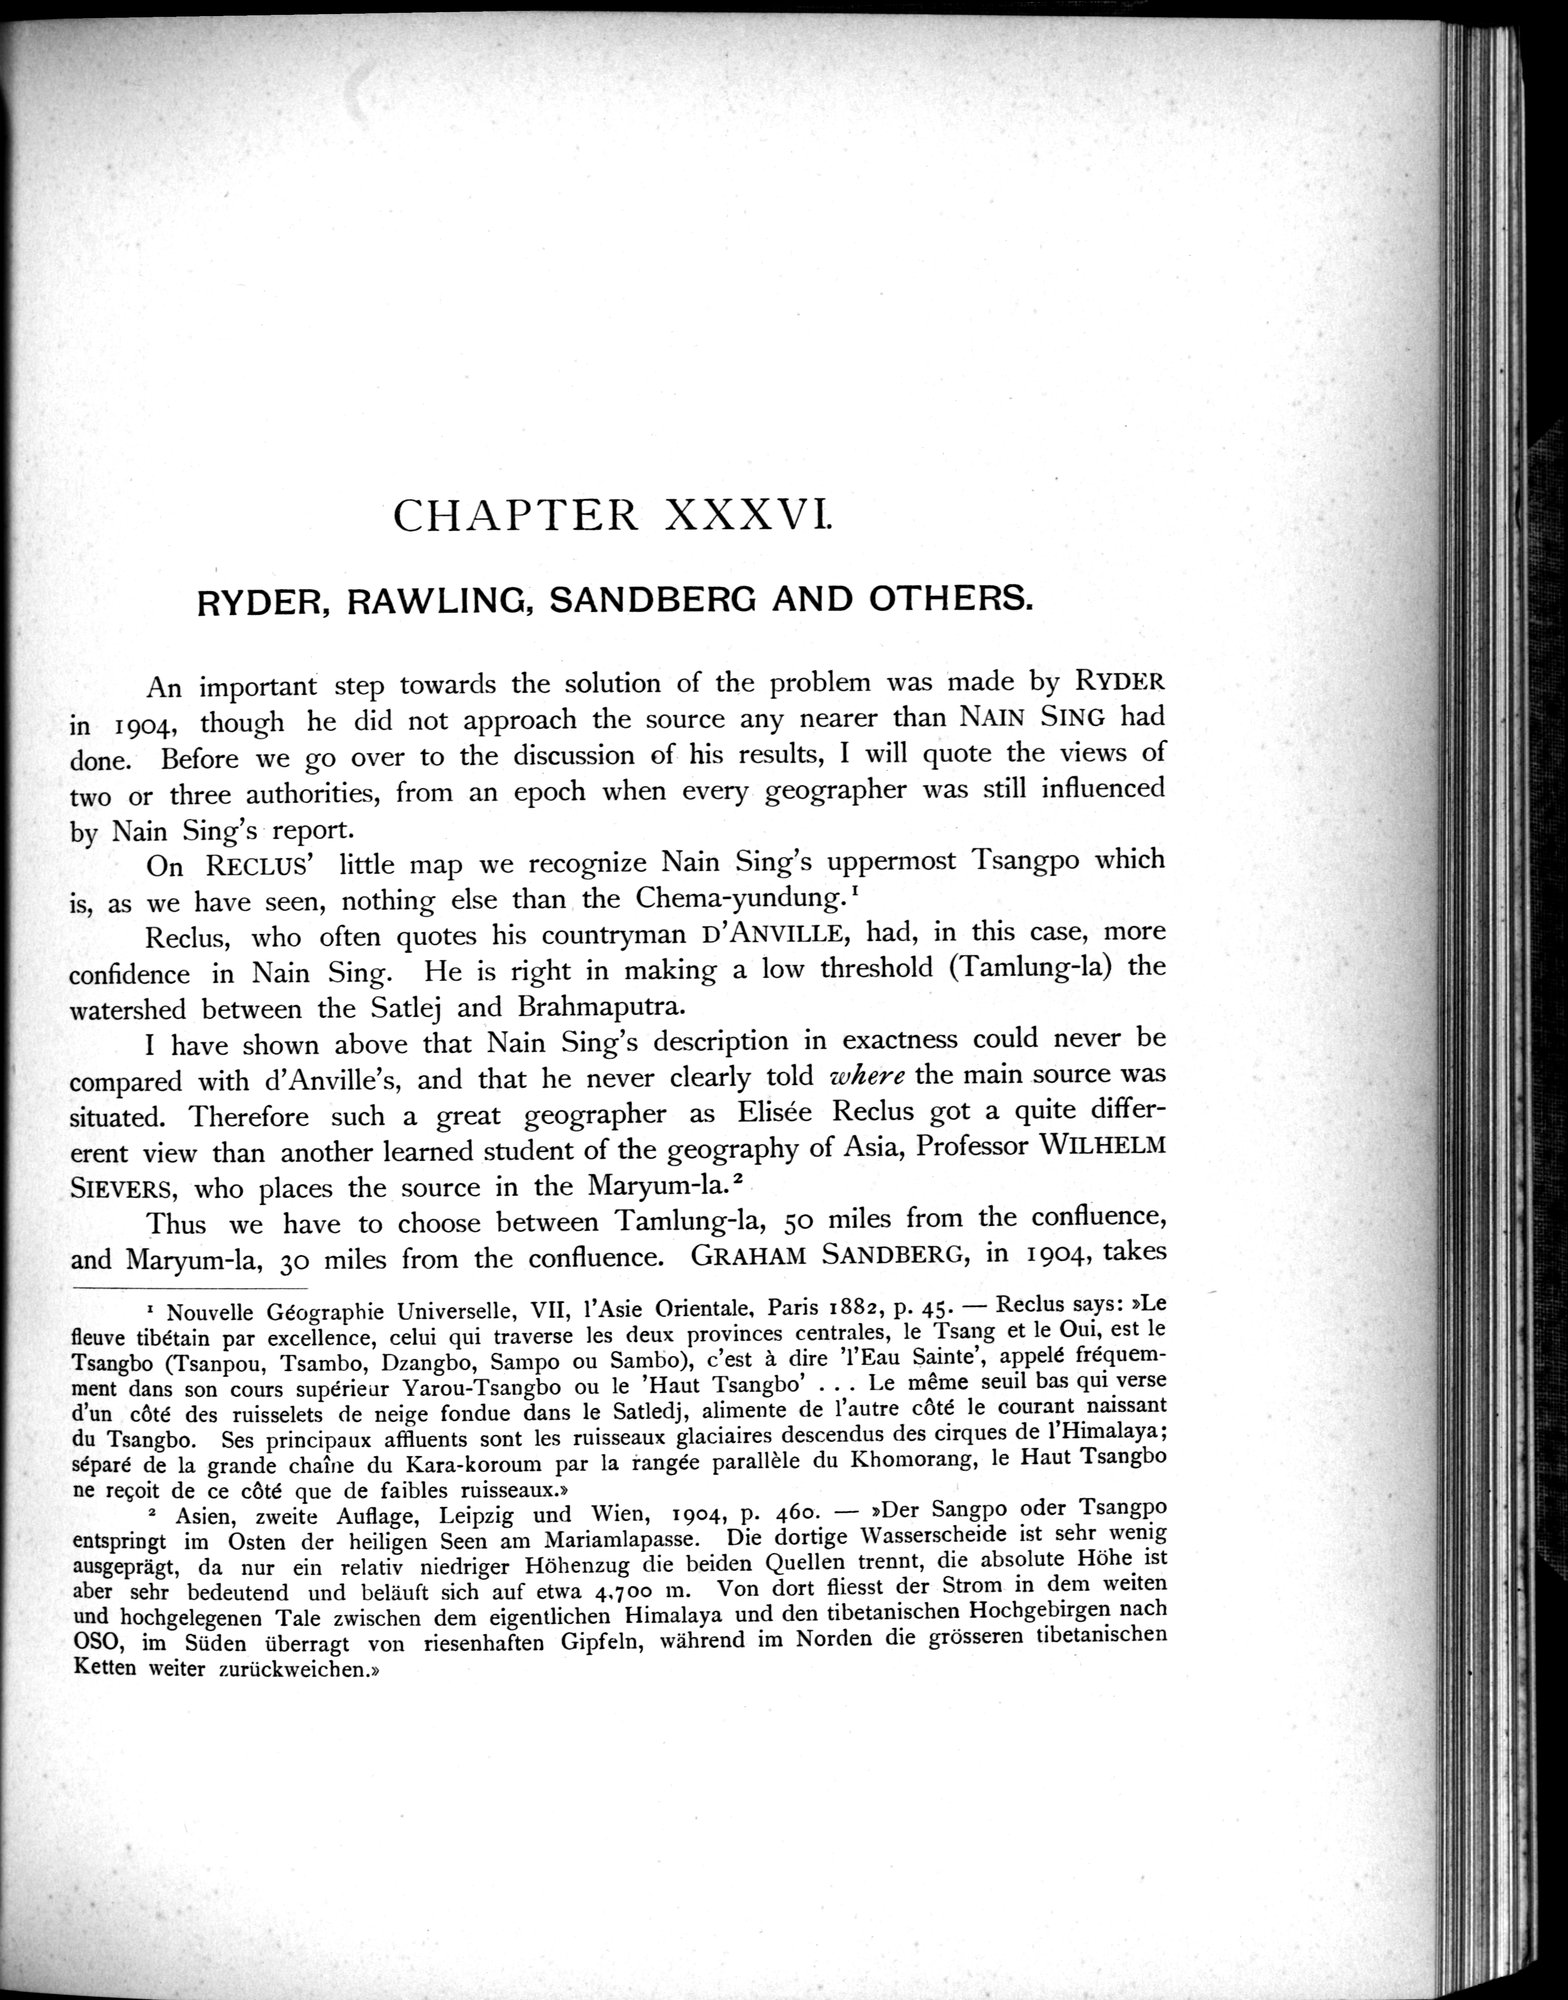 CHAPTER XXXVI.
RYDER, RAWLING, SANDBERG AND OTHERS.
An important step towards the solution of the problem was made by RYDER
in 1904, though he did not approach the source any nearer than NAIN SING had
done. Before we go over to the discussion of his results, I will quote the views of
two or three authorities, from an epoch when every geographer was still influenced
by Nain Sing's report.
On RECLUS' little map we recognize Nain Sing's uppermost Tsangpo which
is, as we have seen, nothing else than the Chema-yundung.¹
Reclus, who often quotes his countryman D'ANVILLE, had, in this case, more
confidence in Nain Sing. He is right in making a low threshold (Tamlung-la) the
watershed between the Satlej and Brahmaputra.
I have shown above that Nain Sing's description in exactness could never be
compared with d'Anville's, and that he never clearly told where the main source was
situated. Therefore such a great geographer as Elisée Reclus got a quite differ-
erent view than another learned student of the geography of Asia, Professor WILHELM
SIEVERS, who places the source in the Maryum-la.²
Thus we have to choose between Tamlung-la, 50 miles from the confluence,
and Maryum-la, 30 miles from the confluence. GRAHAM SANDBERG, in 1904, takes
¹ Nouvelle Géographie Universelle, VII, l'Asie Orientale, Paris 1882, p. 45. — Reclus says: »Le
fleuve tibétain par excellence, celui qui traverse les deux provinces centrales, le Tsang et le Oui, est le
Tsangbo (Tsanpou, Tsambo, Dzangbo, Sampo ou Sambo), c'est à dire 'l'Eau Sainte', appelé fréquem-
ment dans son cours supérieur Yarou-Tsangbo ou le 'Haut Tsangbo' . . . Le même seuil bas qui verse
d'un côté des ruisselets de neige fondue dans le Satledj, alimente de l'autre côté le courant naissant
du Tsangbo. Ses principaux affluents sont les ruisseaux glaciaires descendus des cirques de l'Himalaya;
séparé de la grande chaîne du Kara-koroum par la rangée parallèle du Khomorang, le Haut Tsangbo
ne reçoit de ce côté que de faibles ruisseaux.»
² Asien, zweite Auflage, Leipzig und Wien, 1904, p. 460. — »Der Sangpo oder Tsangpo
entspringt im Osten der heiligen Seen am Mariamlapasse. Die dortige Wasserscheide ist sehr wenig
ausgeprägt, da nur ein relativ niedriger Höhenzug die beiden Quellen trennt, die absolute Höhe ist
aber sehr bedeutend und beläuft sich auf etwa 4,700 m. Von dort fliesst der Strom in dem weiten
und hochgelegenen Tale zwischen dem eigentlichen Himalaya und den tibetanischen Hochgebirgen nach
OSO, im Süden überragt von riesenhaften Gipfeln, während im Norden die grösseren tibetanischen
Ketten weiter zurückweichen.»